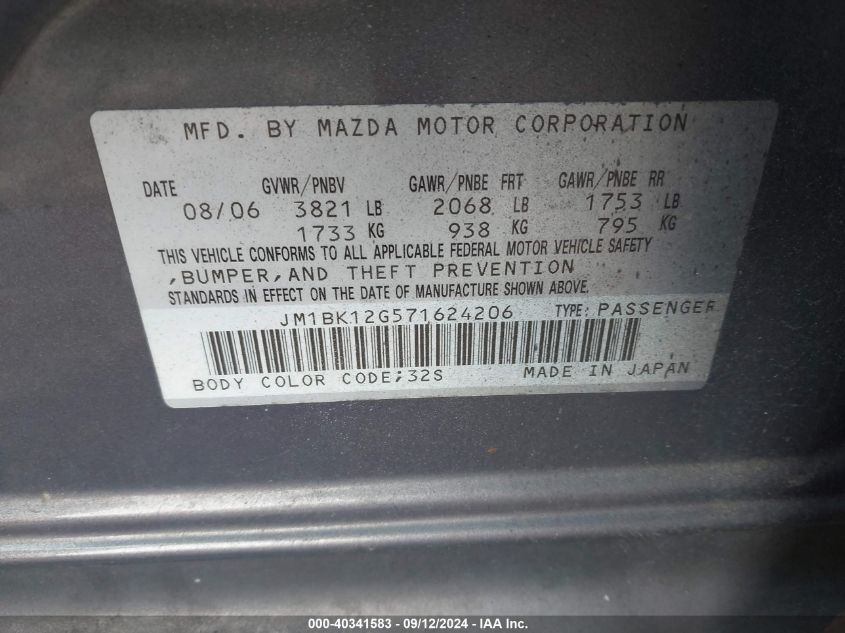 MFD. BY MAZDA MOTOR CORPORATION
DATE GVWR/PNBV GAWR/PNBE FRT GAWR/PNBE RR
08/06 3821 LB 2068 LB 1753 LB
1733 KG 938 KG 795 KG
THIS VEHICLE CONFORMS TO ALL APPLICABLE FEDERAL MOTOR VEHICLE SAFETY
,BUMPER,AND THEFT PREVENTION
STANDARDS IN EFFECT ON THE DATE OF MANUFACTURE SHOWN ABOVE.
JM1BK12G571624206 TYPE: PASSENGER
BODY COLOR CODE;32S MADE IN JAPAN
000-40341583 - 09/12/2024 - IAA Inc.